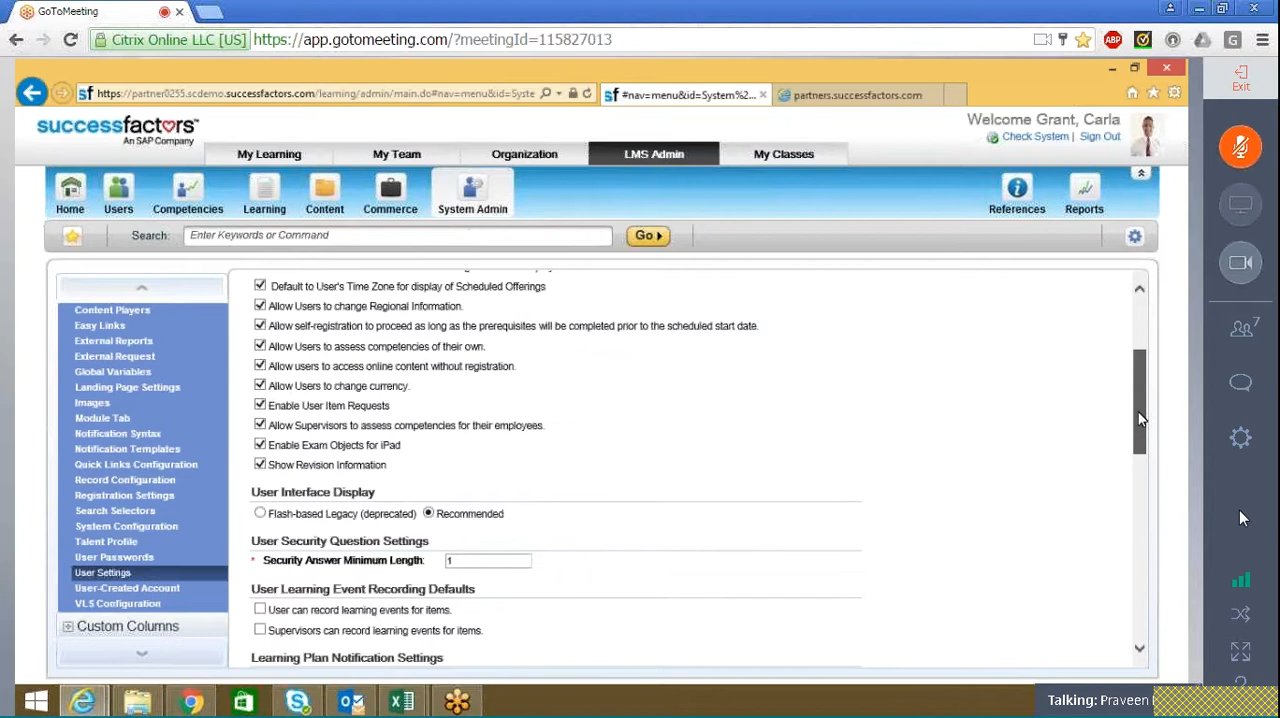 GoToMeeting
Citrix Online LLC [US] https://app.gotomeeting.com/?meetingId=115827013
ABP G
Exit
https://partner0255.scdemo.successfactors.com/learning/admin/main.do#nav=menu&id=Syste
#nav=menu&id=System%2... partners.successfactors.com
successfactors™
An SAP Company
Welcome Grant, Carla
Check System | Sign Out
My Learning My Team Organization LMS Admin My Classes
Home Users Competencies Learning Content Commerce System Admin References Reports
Search: Enter Keywords or Command Go
Content Players
Easy Links
External Reports
External Request
Global Variables
Landing Page Settings
Images
Module Tab
Notification Syntax
Notification Templates
Quick Links Configuration
Record Configuration
Registration Settings
Search Selectors
System Configuration
Talent Profile
User Passwords
User Settings
User-Created Account
VLS Configuration
Custom Columns
Default to User's Time Zone for display of Scheduled Offerings
Allow Users to change Regional Information.
Allow self-registration to proceed as long as the prerequisites will be completed prior to the scheduled start date.
Allow Users to assess competencies of their own.
Allow users to access online content without registration.
Allow Users to change currency.
Enable User Item Requests
Allow Supervisors to assess competencies for their employees.
Enable Exam Objects for iPad
Show Revision Information
User Interface Display
Flash-based Legacy (deprecated) Recommended
User Security Question Settings
* Security Answer Minimum Length: 1
User Learning Event Recording Defaults
User can record learning events for items.
Supervisors can record learning events for items.
Learning Plan Notification Settings
7
Talking: Praveen